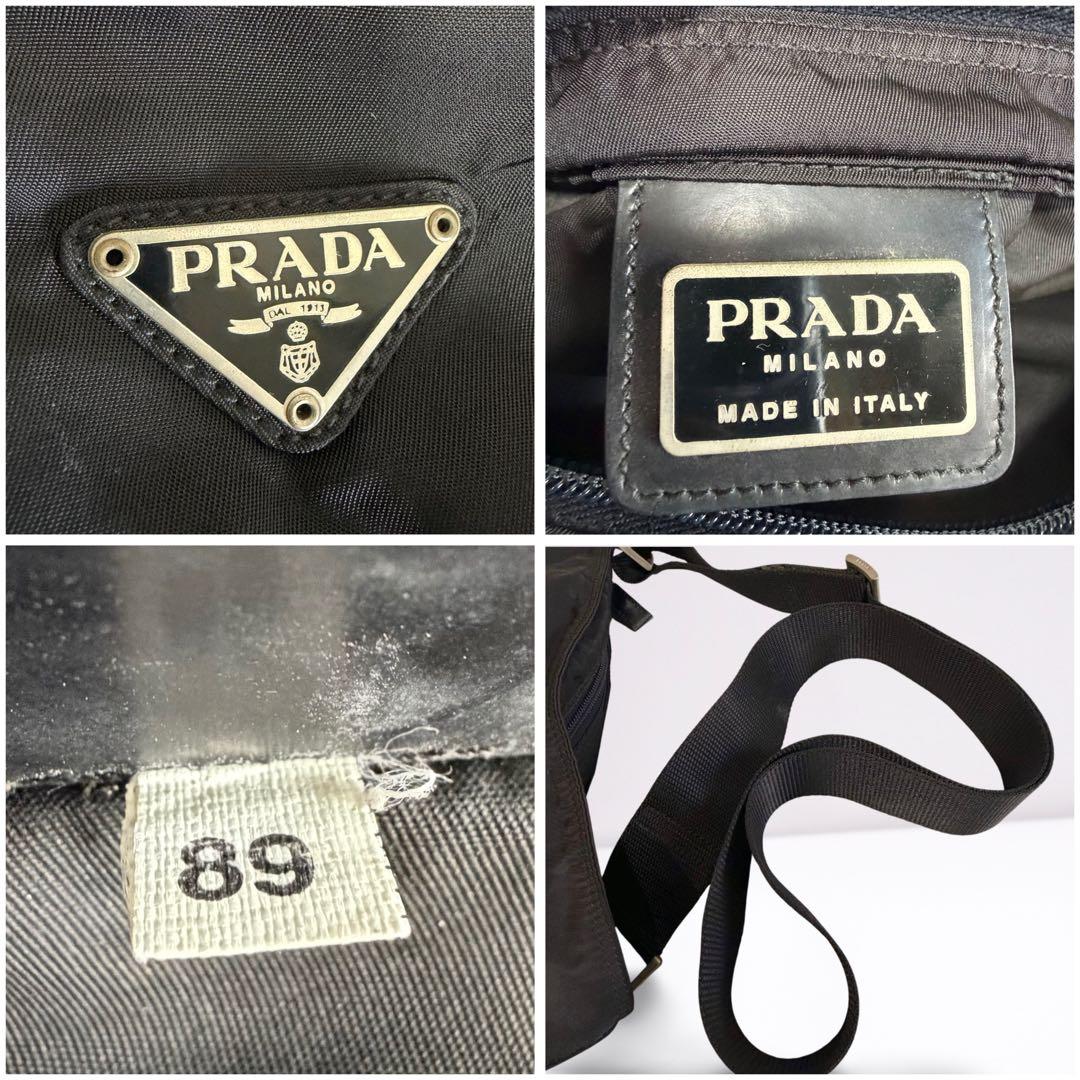 PRADA
MILANO
DAL 1913
PRADA
MILANO
MADE IN ITALY
89